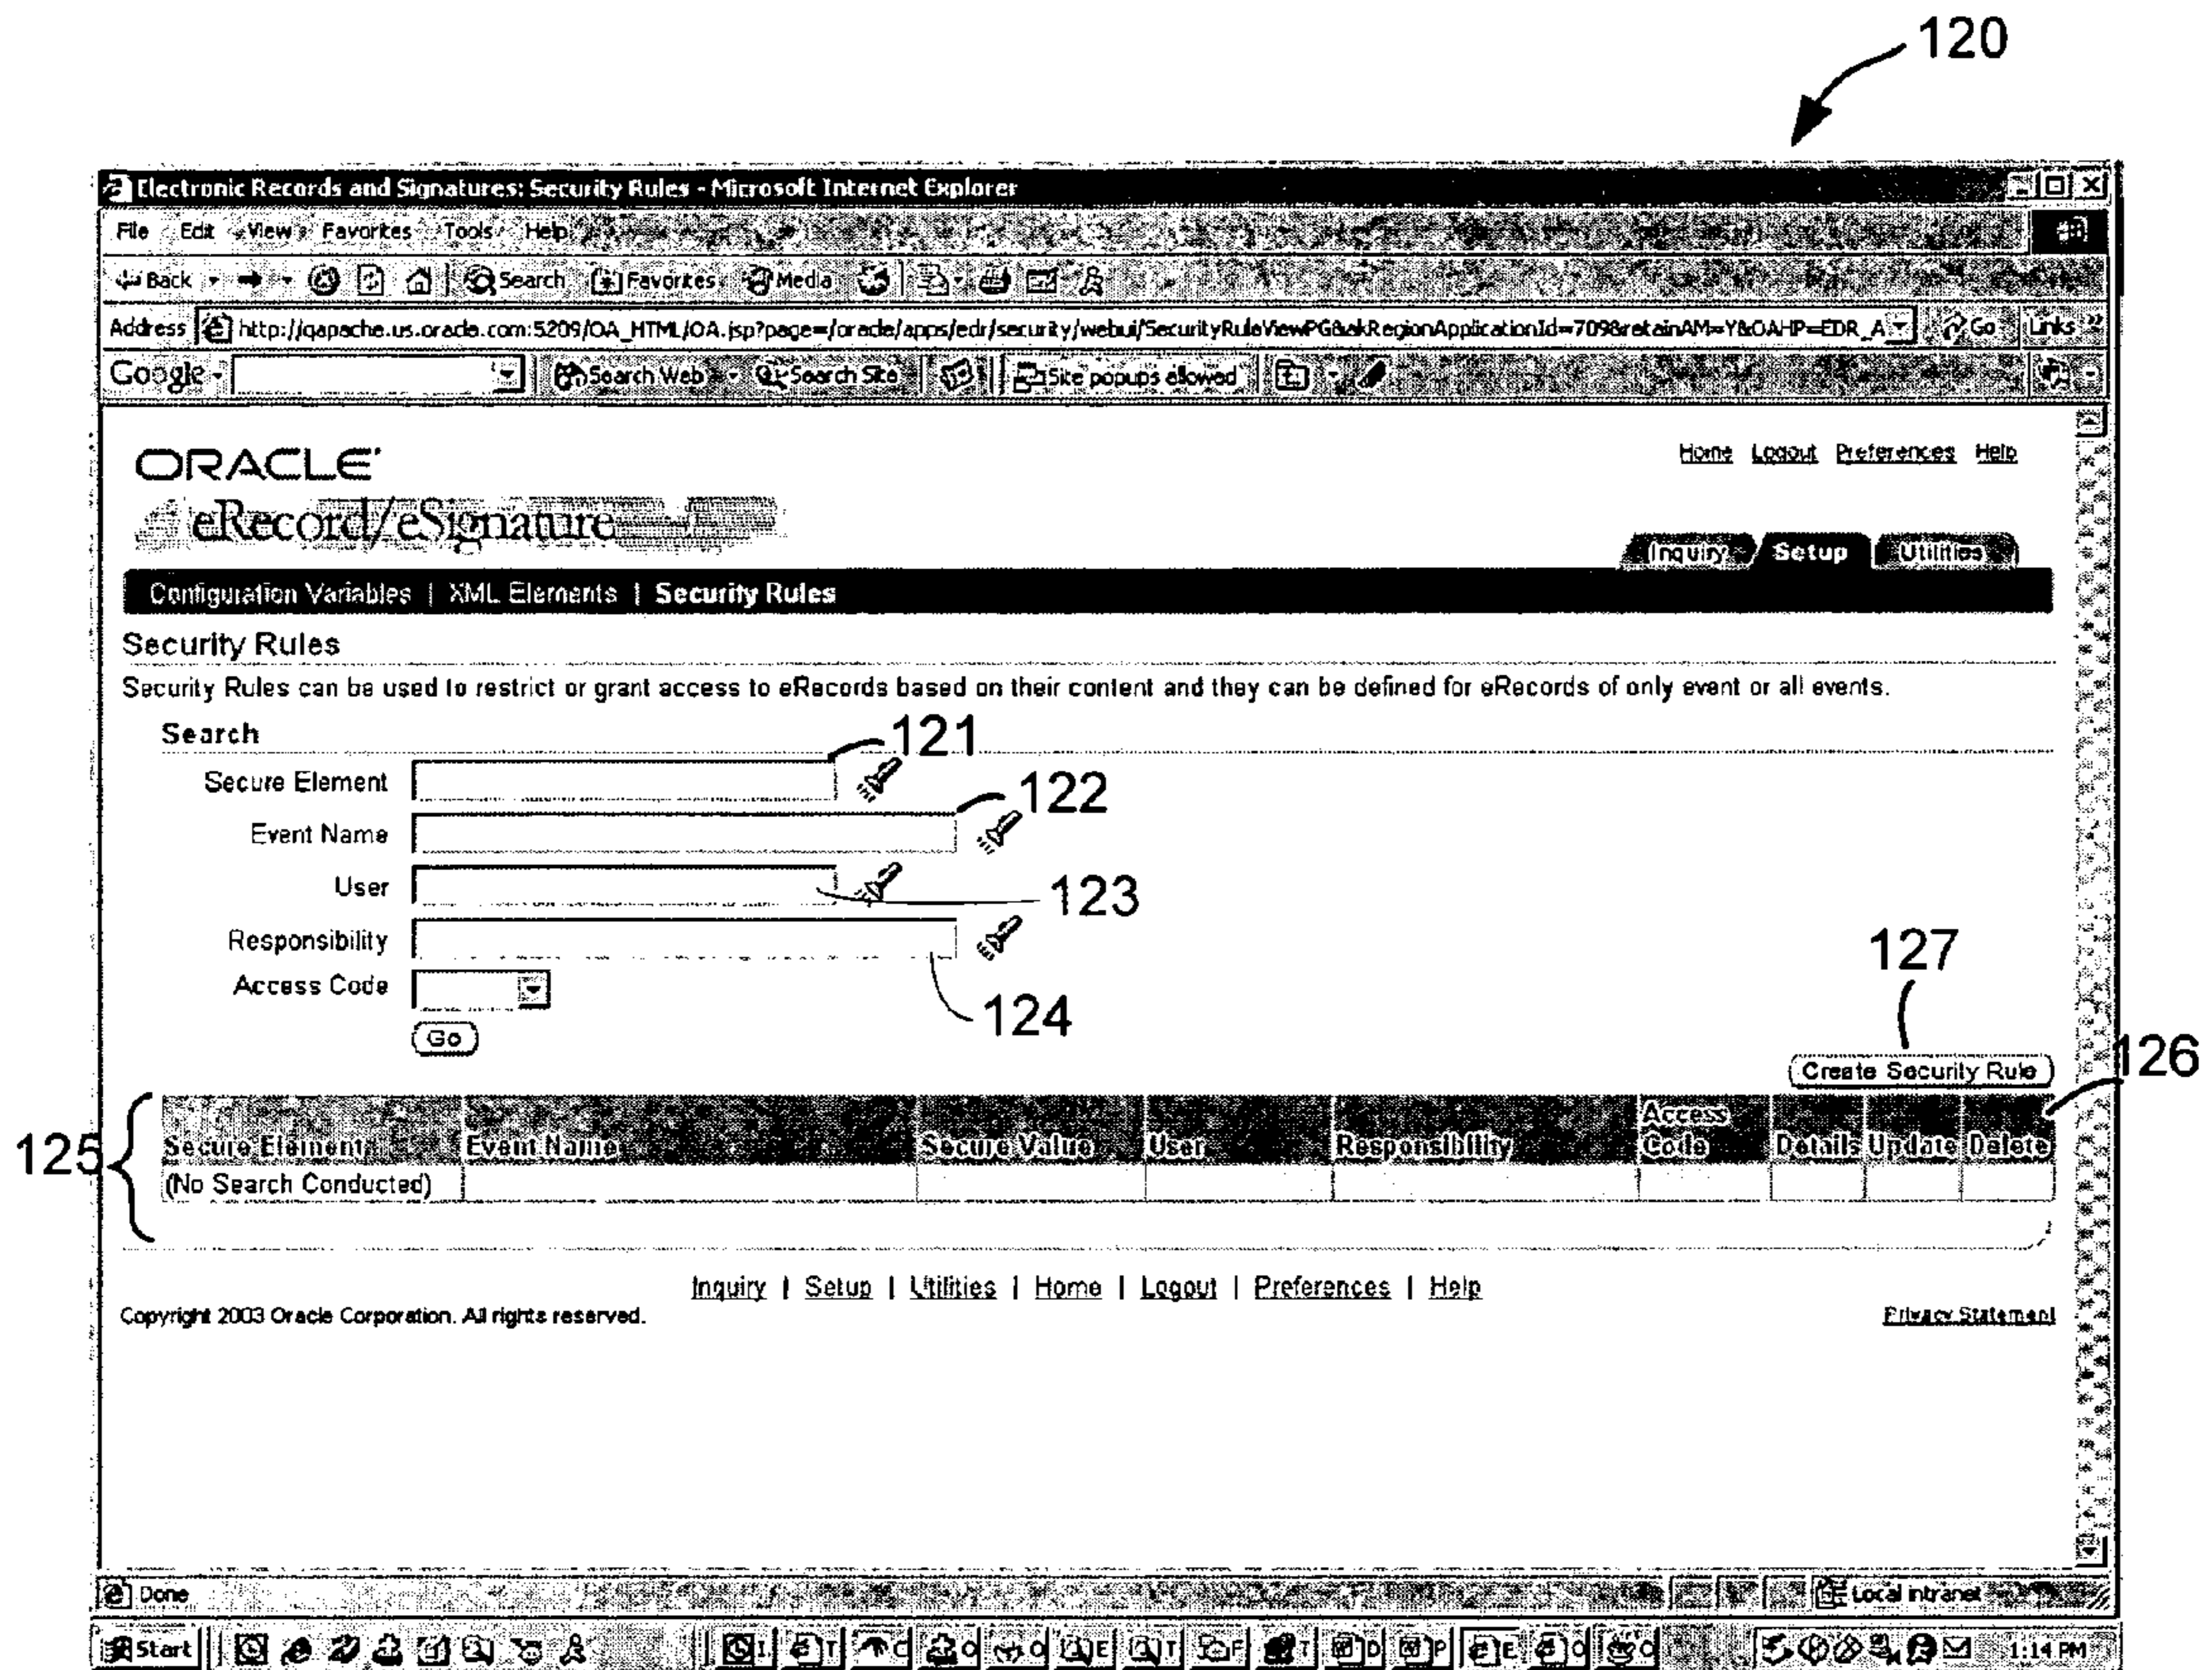 120
Electronic Records and Signatures: Security Rules - Microsoft Internet Explorer
File Edit View Favorites Tools Help
Back Search Favorites Media
Address http://qapache.us.oracle.com:5209/OA_HTML/OA.jsp?page=/oracle/apps/edr/security/webui/SecurityRuleViewPG&akRegionApplicationId=709&retainAM=Y&OAHP=EDR_A Go Links
Google Search Web Search Site Site popups allowed
ORACLE
Home Logout Preferences Help
eRecord/eSignature
Inquiry Setup Utilities
Configuration Variables | XML Elements | Security Rules
Security Rules
Security Rules can be used to restrict or grant access to eRecords based on their content and they can be defined for eRecords of only event or all events.
Search
121
Secure Element
122
Event Name
User
123
Responsibility
Access Code
124
Go
127
Create Security Rule
126
125
Secure Element Event Name Secure Value User Responsibility Access Code Details Update Delete
(No Search Conducted)
Inquiry | Setup | Utilities | Home | Logout | Preferences | Help
Copyright 2003 Oracle Corporation. All rights reserved.
Privacy Statement
Done Local intranet
Start I T C O O E T F T D P E O O 1:14 PM